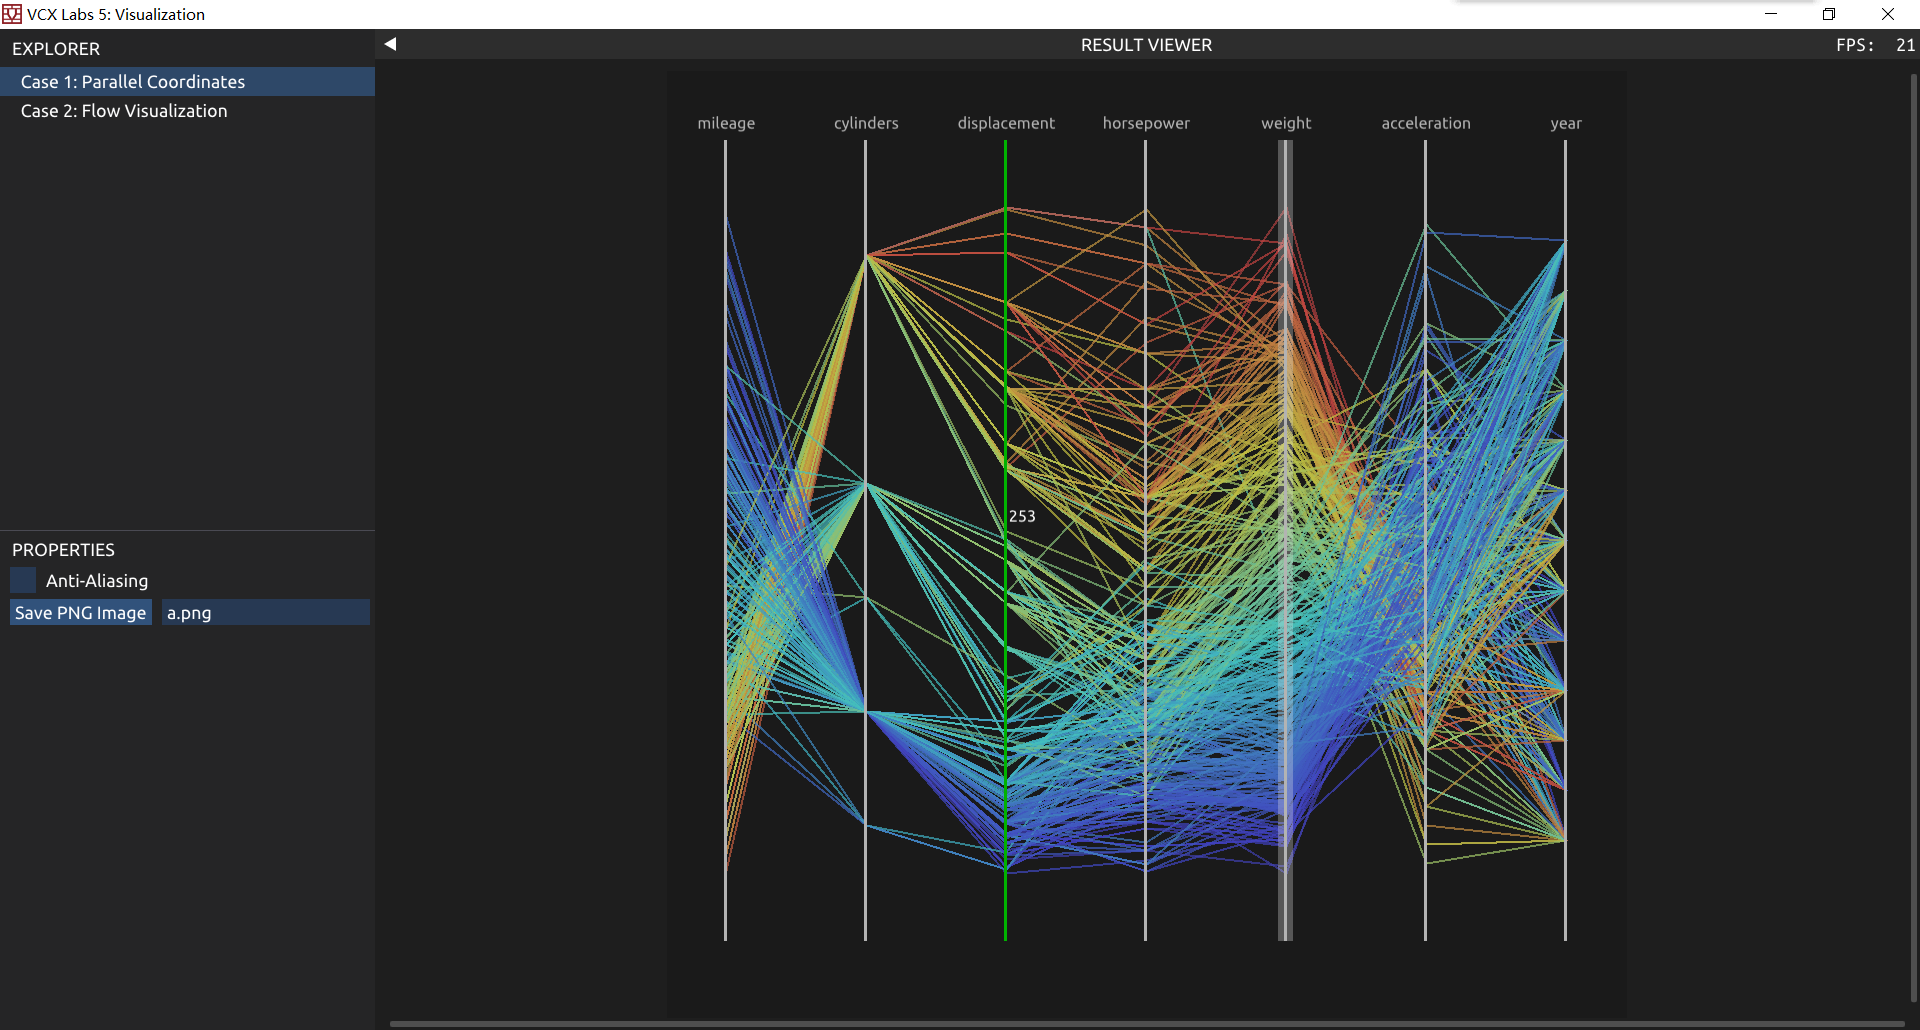 VCX Labs 5: Visualization
EXPLORER
RESULT VIEWER
FPS: 21
Case 1: Parallel Coordinates
Case 2: Flow Visualization
mileage cylinders displacement horsepower weight acceleration year
253
PROPERTIES
Anti-Aliasing
Save PNG Image a.png